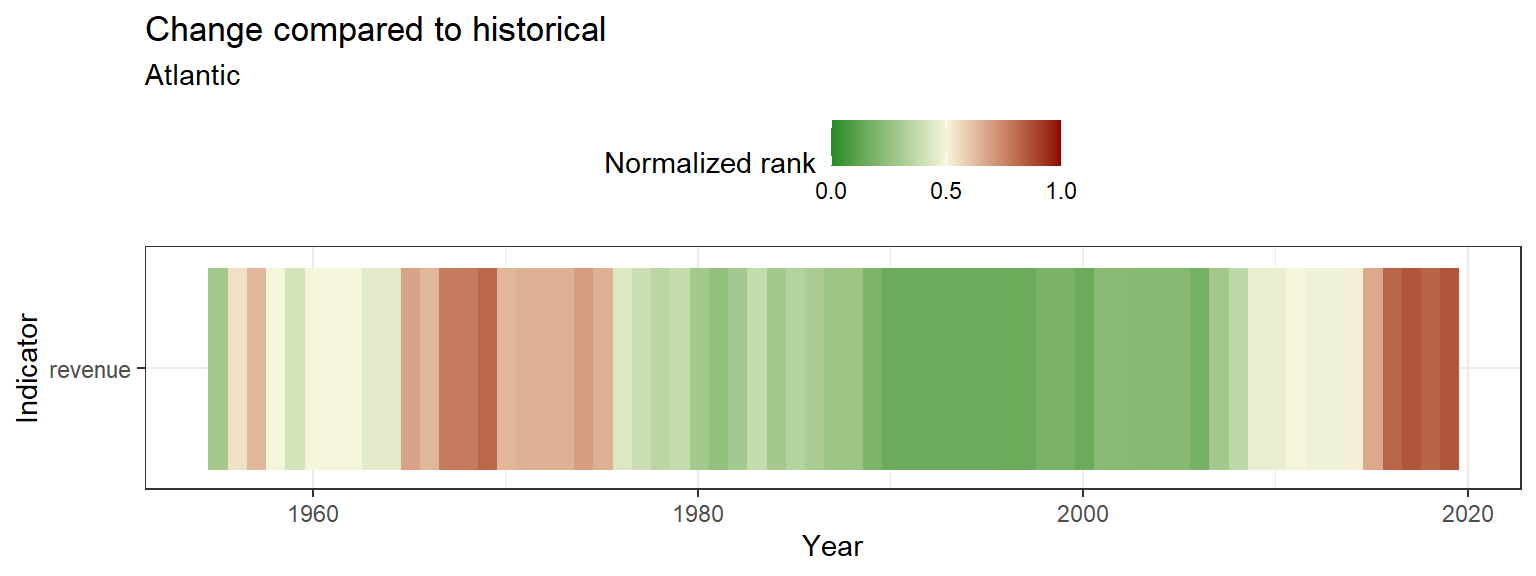 Change compared to historical
Atlantic
Normalized rank
0.0 0.5 1.0
Indicator
revenue
1960 1980 2000 2020
Year